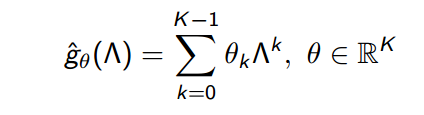 ĝ_θ(Λ) = ∑_{k=0}^{K−1} θ_k Λ^k, θ ∈ ℝ^K